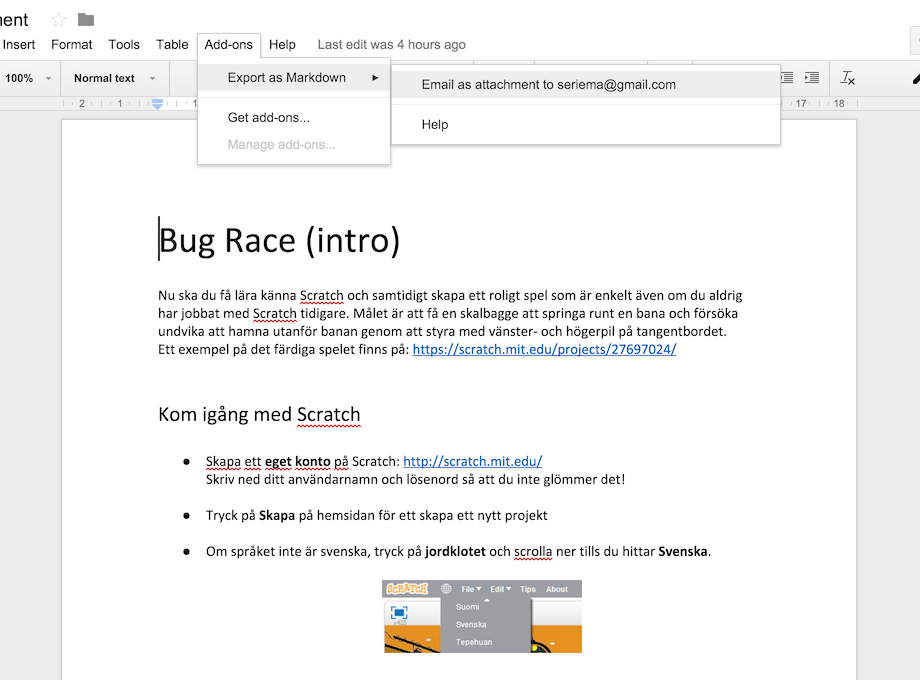 ent
Insert Format Tools Table Add-ons Help Last edit was 4 hours ago
100% Normal text
Export as Markdown
Email as attachment to seriema@gmail.com
Get add-ons...
Help
Manage add-ons...
2 1 1 17 18
Bug Race (intro)
Nu ska du få lära känna Scratch och samtidigt skapa ett roligt spel som är enkelt även om du aldrig
har jobbat med Scratch tidigare. Målet är att få en skalbagge att springa runt en bana och försöka
undvika att hamna utanför banan genom att styra med vänster- och högerpil på tangentbordet.
Ett exempel på det färdiga spelet finns på: https://scratch.mit.edu/projects/27697024/
Kom igång med Scratch
● Skapa ett eget konto på Scratch: http://scratch.mit.edu/
Skriv ned ditt användarnamn och lösenord så att du inte glömmer det!
● Tryck på Skapa på hemsidan för ett skapa ett nytt projekt
● Om språket inte är svenska, tryck på jordklotet och scrolla ner tills du hittar Svenska.
SCRATCH File Edit Tips About
Suomi
Svenska
Tepehuan